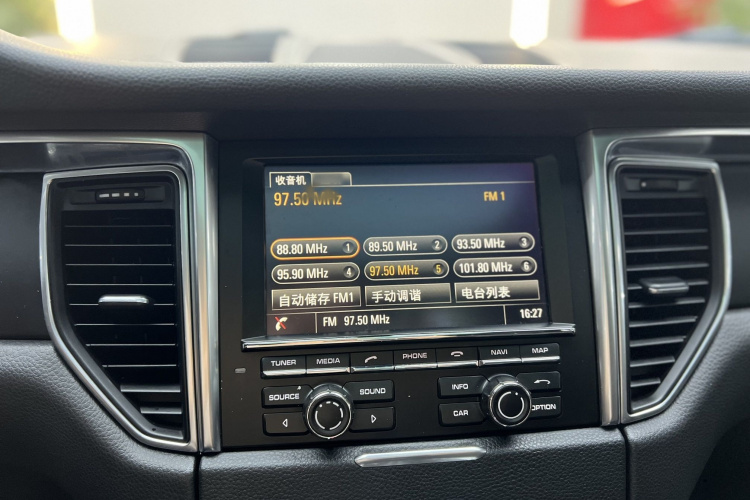 收音机
97.50 MHz FM 1
88.80 MHz 1 89.50 MHz 2 93.50 MHz 3
95.90 MHz 4 97.50 MHz 5 101.80 MHz 6
自动储存 FM1 手动调谐 电台列表
FM 97.50 MHz 16:27
TUNER MEDIA PHONE NAVI MAP
SOURCE SOUND INFO
CAR OPTION